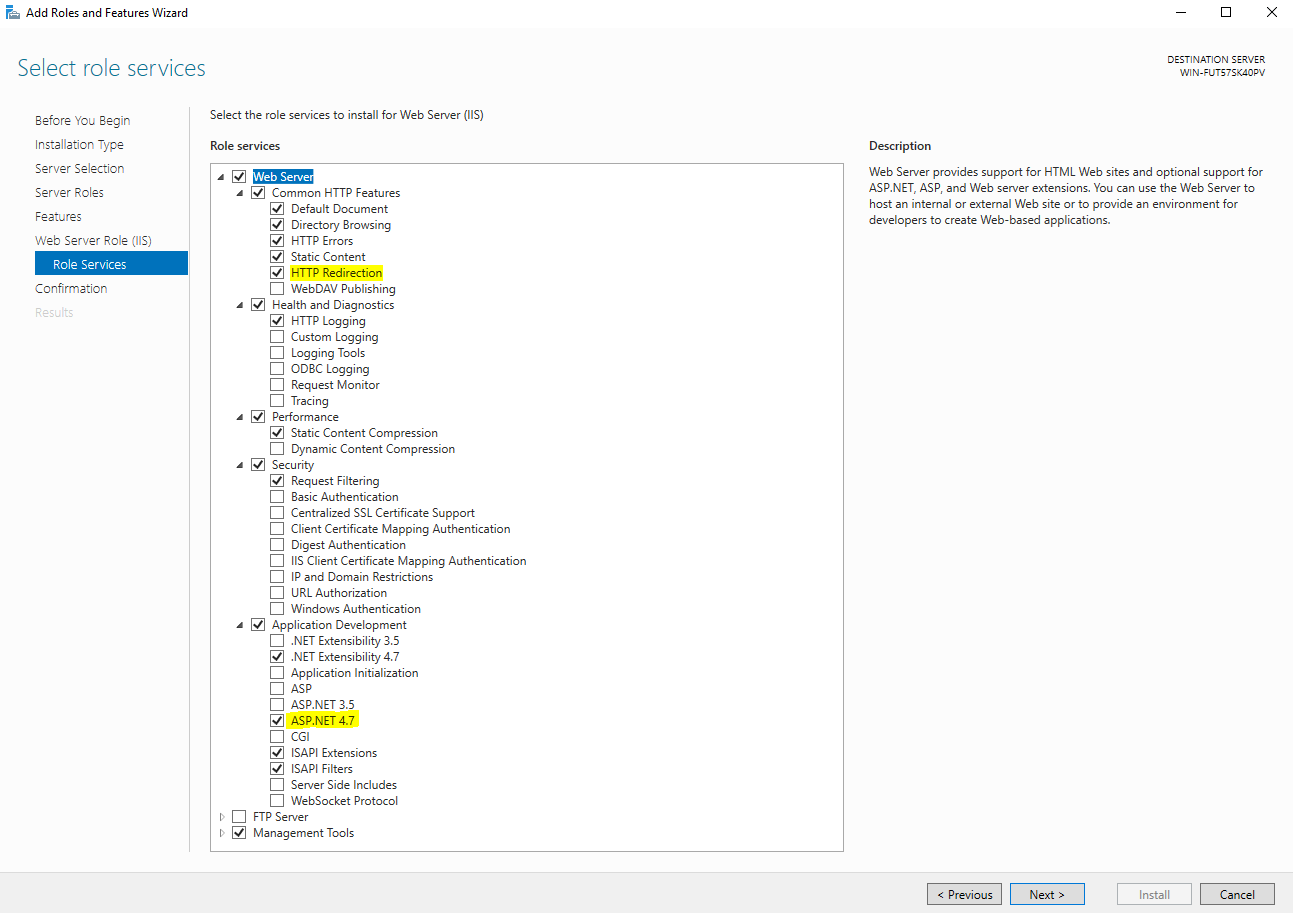 Add Roles and Features Wizard
Select role services
DESTINATION SERVER
WIN-FUT57SK40PV
Before You Begin
Installation Type
Server Selection
Server Roles
Features
Web Server Role (IIS)
Role Services
Confirmation
Results
Select the role services to install for Web Server (IIS)
Role services
Web Server
Common HTTP Features
Default Document
Directory Browsing
HTTP Errors
Static Content
HTTP Redirection
WebDAV Publishing
Health and Diagnostics
HTTP Logging
Custom Logging
Logging Tools
ODBC Logging
Request Monitor
Tracing
Performance
Static Content Compression
Dynamic Content Compression
Security
Request Filtering
Basic Authentication
Centralized SSL Certificate Support
Client Certificate Mapping Authentication
Digest Authentication
IIS Client Certificate Mapping Authentication
IP and Domain Restrictions
URL Authorization
Windows Authentication
Application Development
.NET Extensibility 3.5
.NET Extensibility 4.7
Application Initialization
ASP
ASP.NET 3.5
ASP.NET 4.7
CGI
ISAPI Extensions
ISAPI Filters
Server Side Includes
WebSocket Protocol
FTP Server
Management Tools
Description
Web Server provides support for HTML Web sites and optional support for
ASP.NET, ASP, and Web server extensions. You can use the Web Server to
host an internal or external Web site or to provide an environment for
developers to create Web-based applications.
< Previous
Next >
Install
Cancel